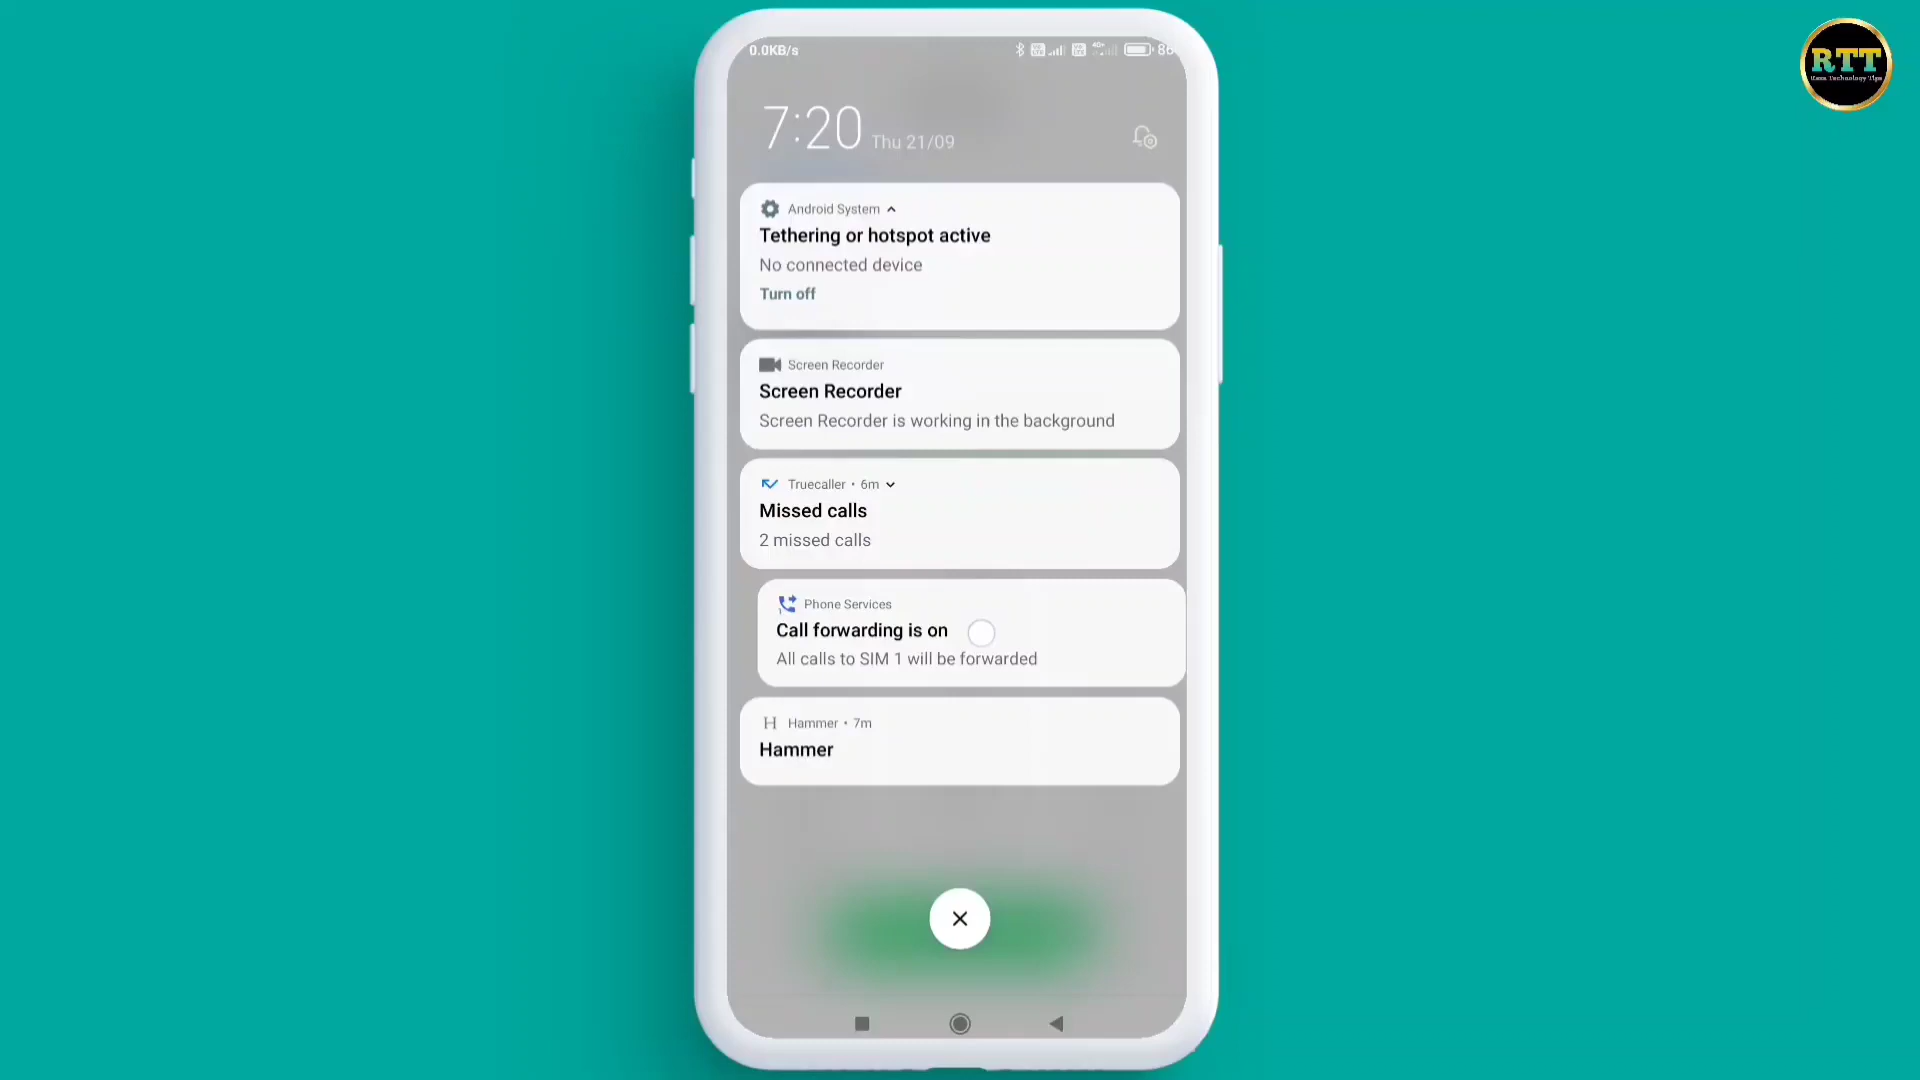 0.0KB/s
86
RTT
7:20 Thu 21/09
Android System
Tethering or hotspot active
No connected device
Turn off
Screen Recorder
Screen Recorder
Screen Recorder is working in the background
Truecaller • 6m
Missed calls
2 missed calls
Phone Services
Call forwarding is on
All calls to SIM 1 will be forwarded
H Hammer • 7m
Hammer